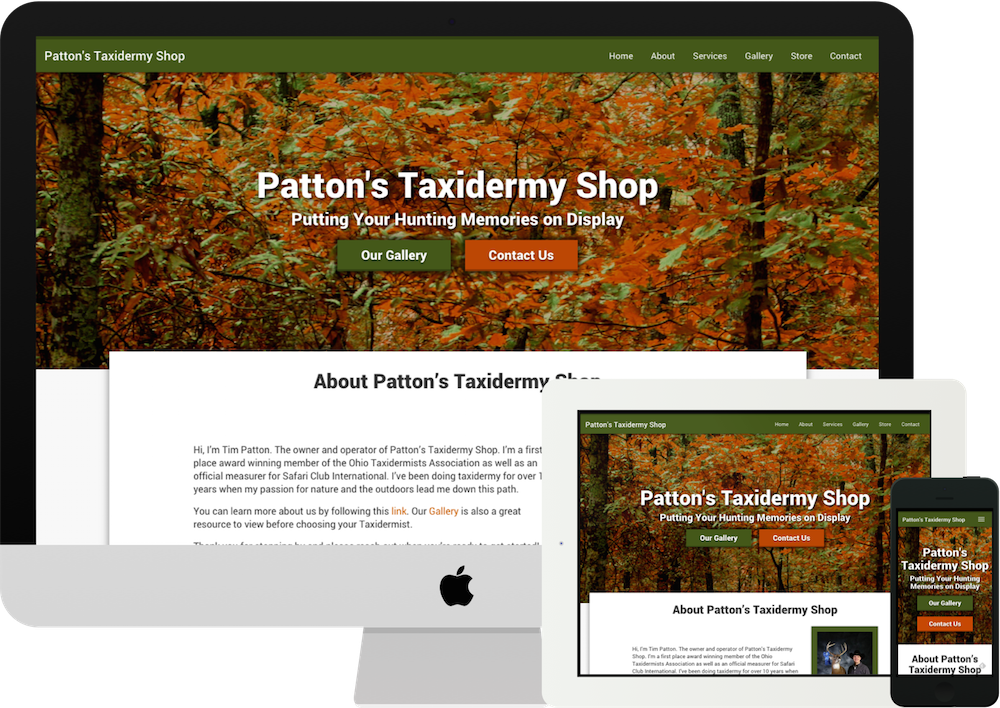 Patton's Taxidermy Shop
Home About Services Gallery Store Contact
Patton's Taxidermy Shop
Putting Your Hunting Memories on Display
Our Gallery Contact Us
About Patton's Taxidermy
Hi, I'm Tim Patton. The owner and operator of Patton's Taxidermy Shop. I'm a first
place award winning member of the Ohio Taxidermists Association as well as an
official measurer for Safari Club International. I've been doing taxidermy for over
years when my passion for nature and the outdoors lead me down this path.
You can learn more about us by following this link. Our Gallery is also a great
resource to view before choosing your Taxidermist.
Patton's Taxidermy Shop
Home About Services Gallery Store Contact
Patton's Taxidermy Shop
Putting Your Hunting Memories on Display
Our Gallery Contact Us
About Patton's Taxidermy Shop
Hi, I'm Tim Patton. The owner and operator of Patton's Taxidermy
Shop. I'm a first place award winning member of the Ohio
Taxidermists Association as well as an official measurer for Safari
Club International. I've been doing taxidermy for over 10 years when
Patton's Taxidermy Shop
Patton's
Taxidermy Shop
Putting Your Hunting
Memories on Display
Our Gallery
Contact Us
About Patton's
Taxidermy Shop